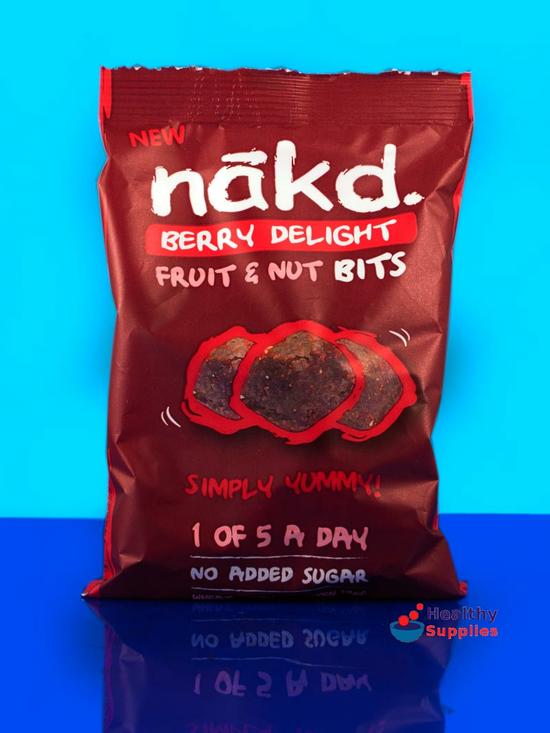 NEW
nākd.
BERRY DELIGHT
FRUIT & NUT BITS
SIMPLY YUMMY!
1 OF 5 A DAY
NO ADDED SUGAR
Healthy
Supplies